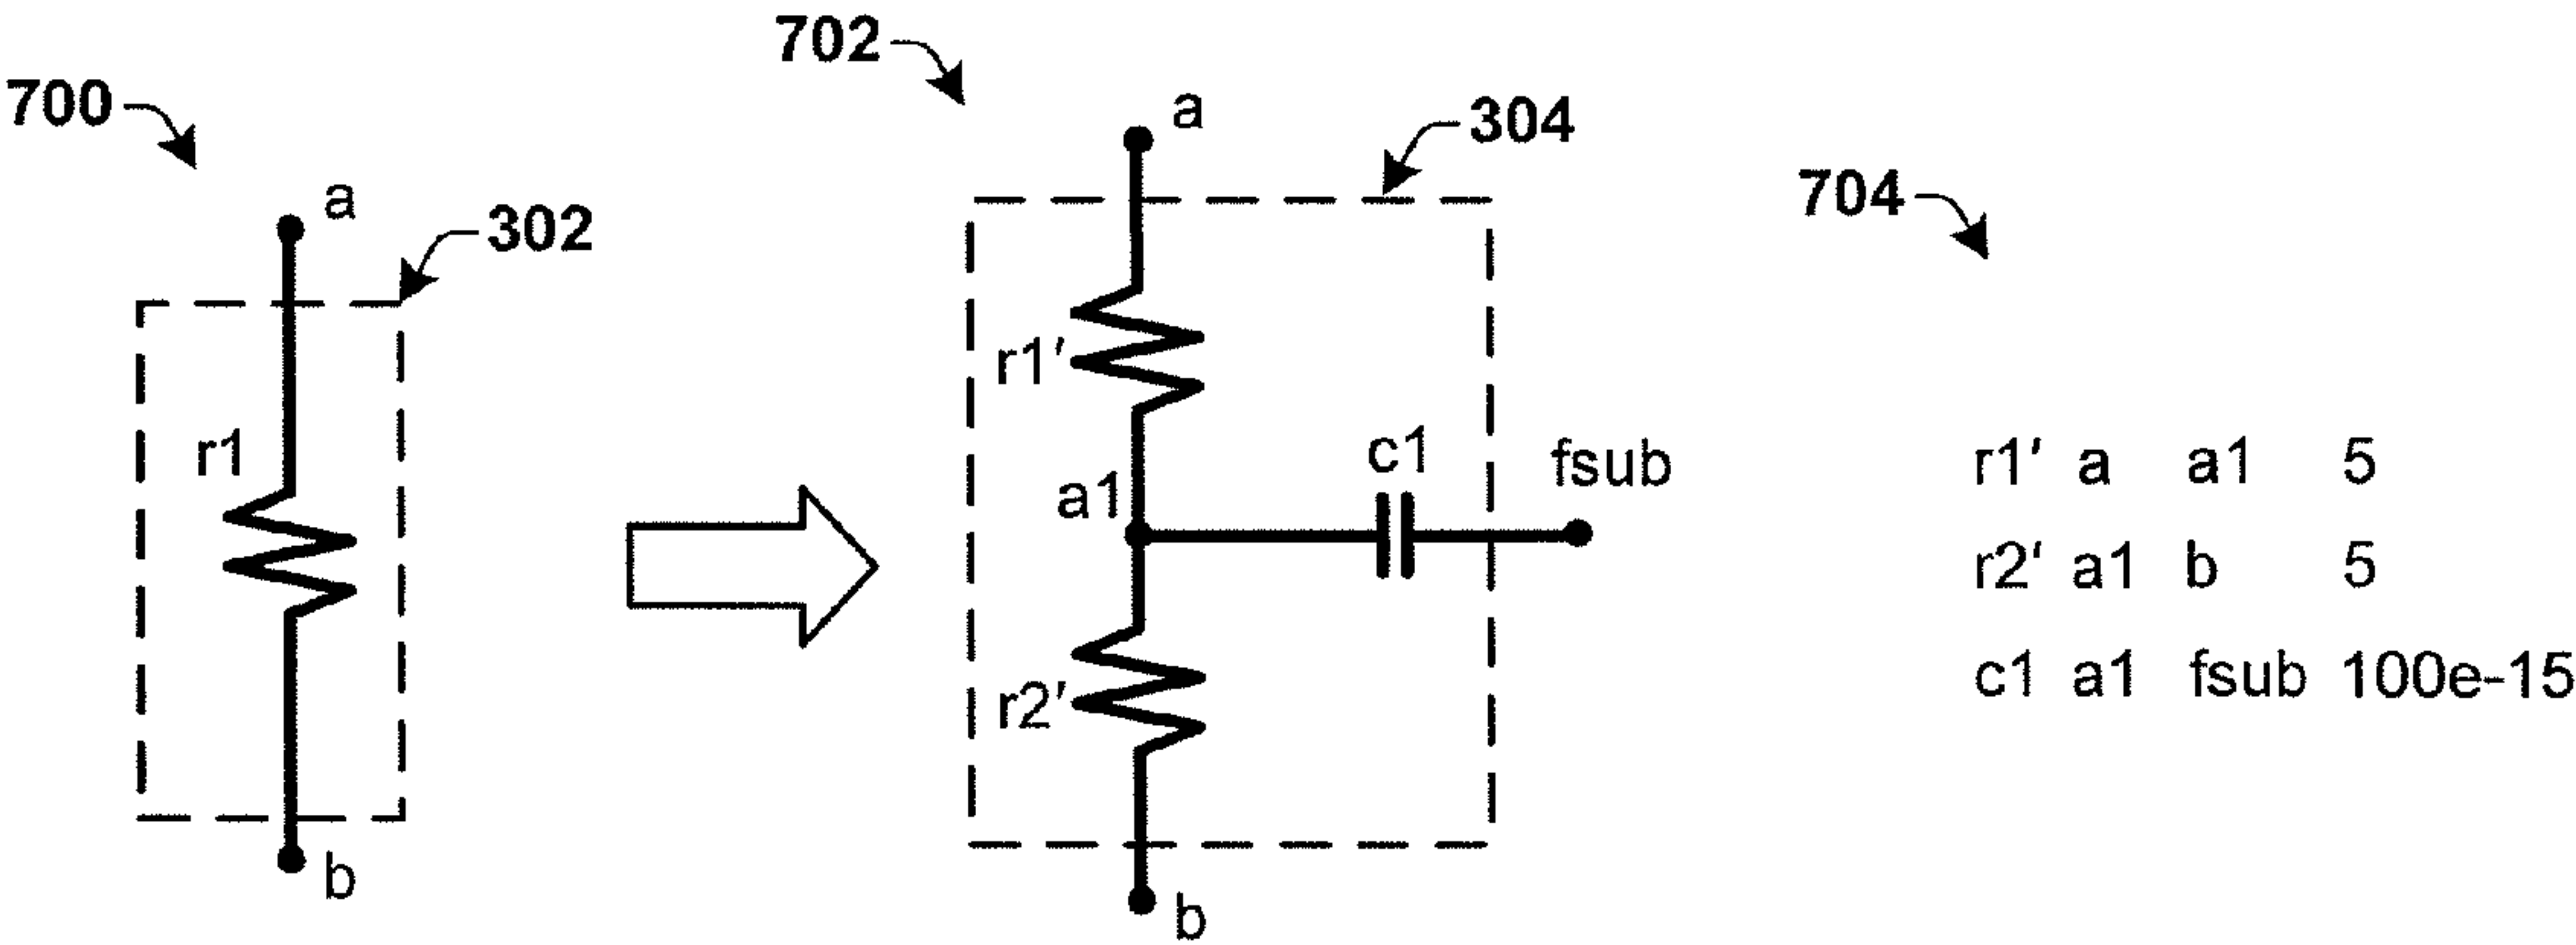 700
a
302
r1
b
702
a
304
r1′
a1
c1
fsub
r2′
b
704
r1′ a a1 5
r2′ a1 b 5
c1 a1 fsub 100e-15